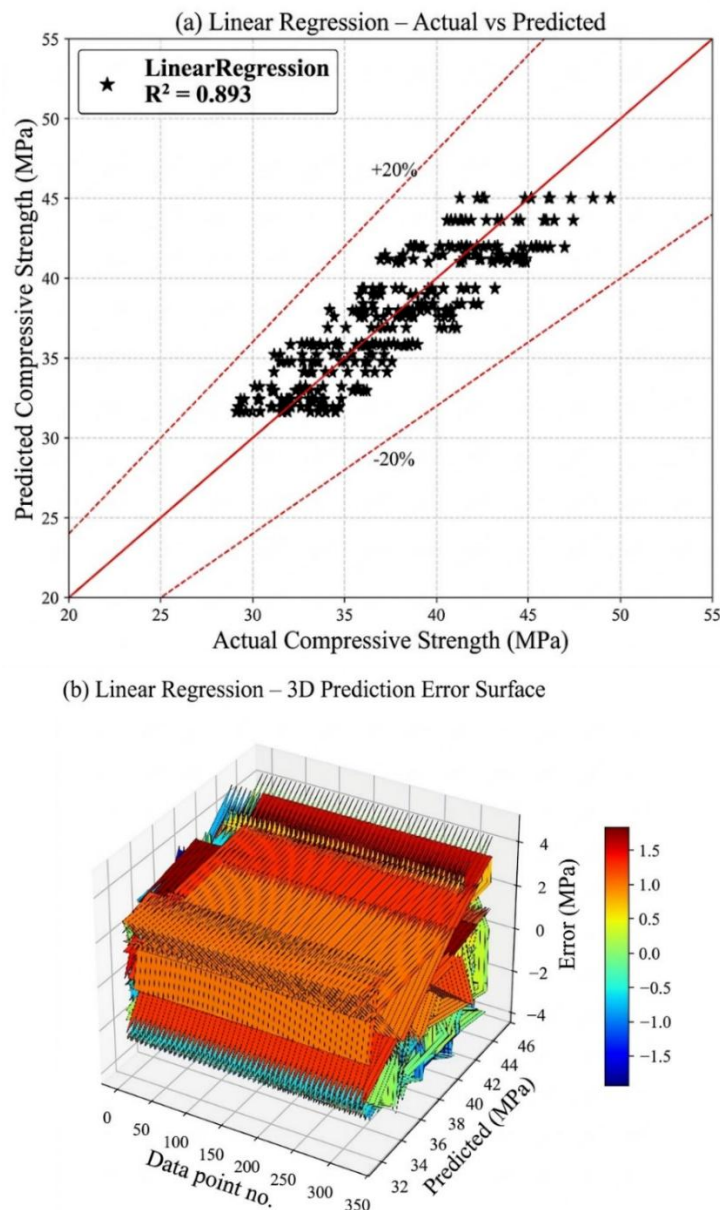 (a) Linear Regression – Actual vs Predicted
LinearRegression
R² = 0.893
55
50
45
40
35
30
25
20
+20%
-20%
Predicted Compressive Strength (MPa)
20 25 30 35 40 45 50 55
Actual Compressive Strength (MPa)
(b) Linear Regression – 3D Prediction Error Surface
4
2
0
-2
-4
Error (MPa)
1.5
1.0
0.5
0.0
-0.5
-1.0
-1.5
46
44
42
40
38
36
34
32
Predicted (MPa)
0 50 100 150 200 250 300 350
Data point no.